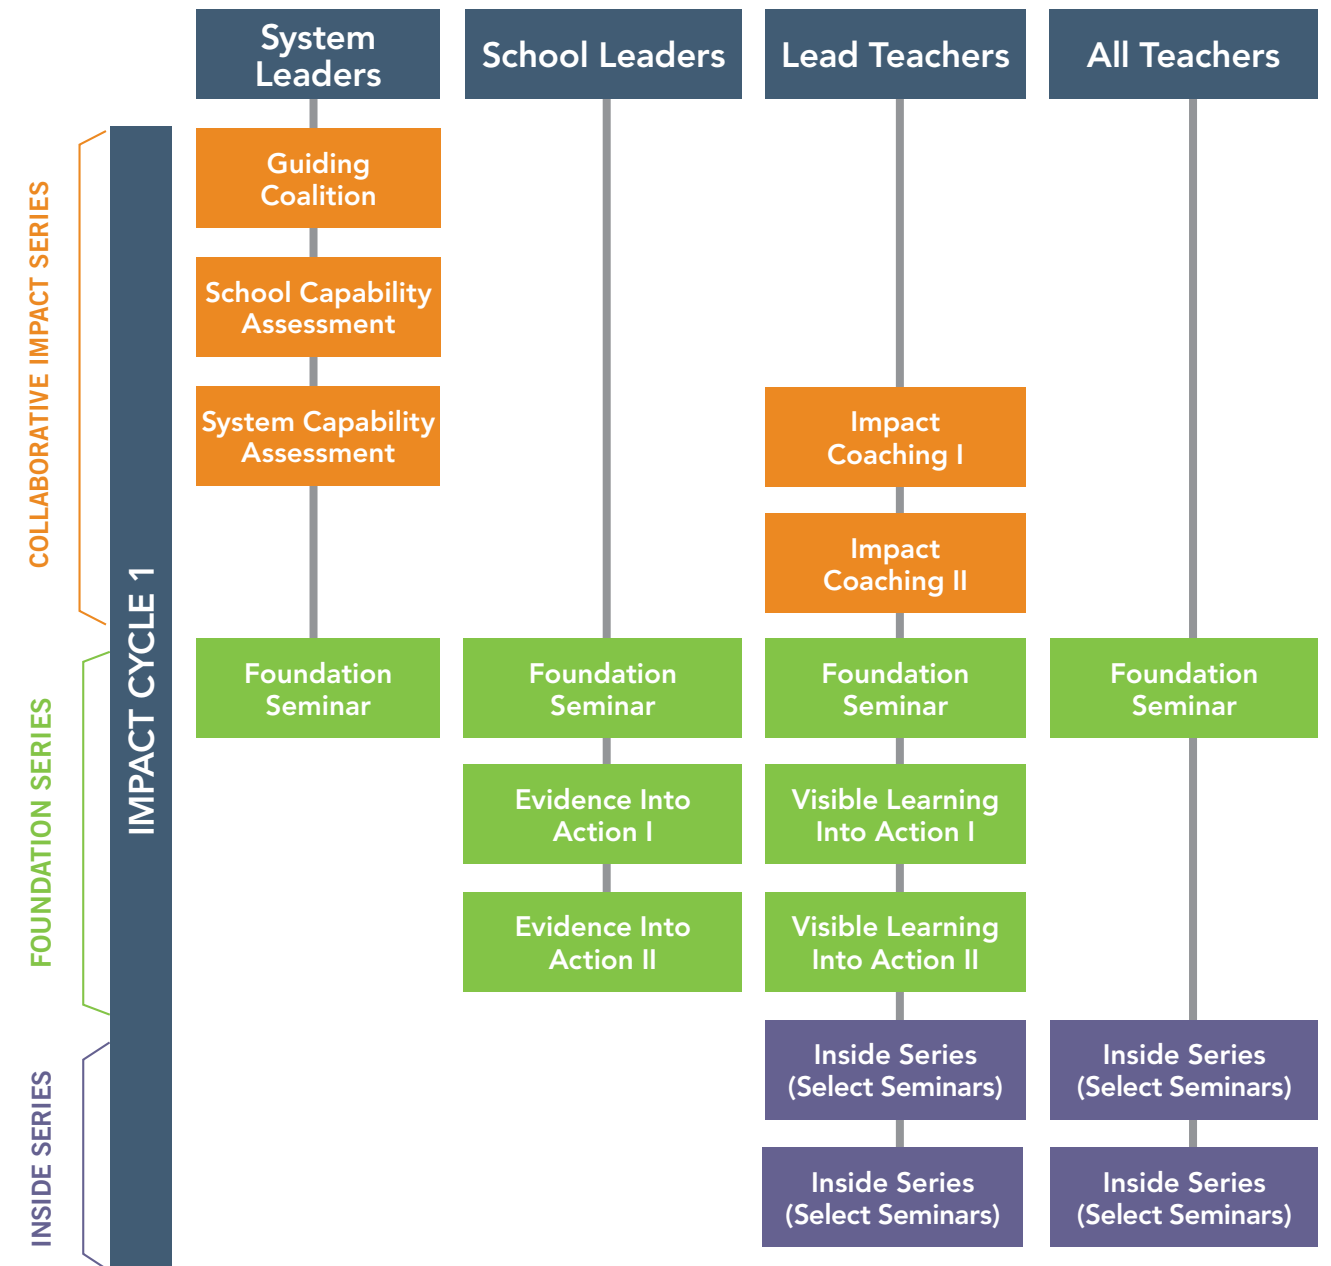 System
Leaders
School Leaders
Lead Teachers
All Teachers
COLLABORATIVE IMPACT SERIES
IMPACT CYCLE 1
Guiding
Coalition
School Capability
Assessment
System Capability
Assessment
Impact
Coaching I
Impact
Coaching II
FOUNDATION SERIES
Foundation
Seminar
Foundation
Seminar
Foundation
Seminar
Foundation
Seminar
Evidence Into
Action I
Visible Learning
Into Action I
Evidence Into
Action II
Visible Learning
Into Action II
INSIDE SERIES
Inside Series
(Select Seminars)
Inside Series
(Select Seminars)
Inside Series
(Select Seminars)
Inside Series
(Select Seminars)